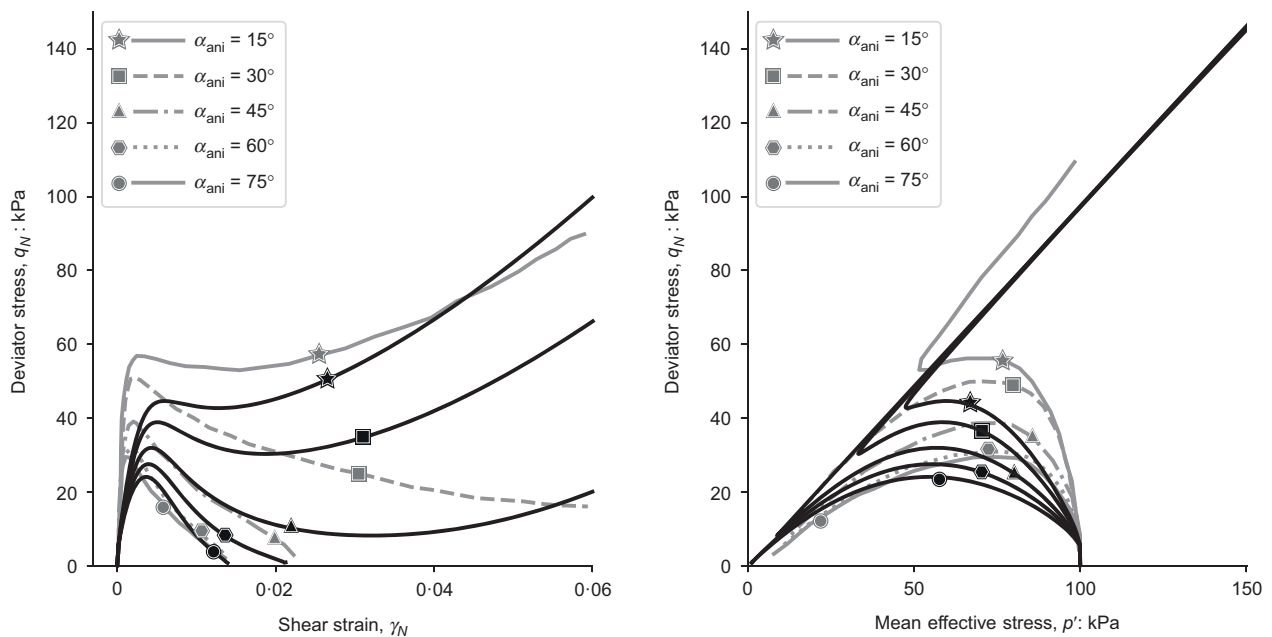 140
120
100
80
60
40
20
0
Deviator stress, q_N : kPa
α_ani = 15°
α_ani = 30°
α_ani = 45°
α_ani = 60°
α_ani = 75°
0 0·02 0·04 0·06
Shear strain, γ_N
140
120
100
80
60
40
20
0
Deviator stress, q_N : kPa
α_ani = 15°
α_ani = 30°
α_ani = 45°
α_ani = 60°
α_ani = 75°
0 50 100 150
Mean effective stress, p′: kPa